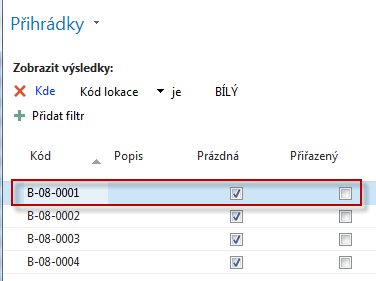 Přihrádky
Zobrazit výsledky:
Kde Kód lokace je BÍLÝ
Přidat filtr
Kód Popis Prázdná Přiřazený
B-08-0001
B-08-0002
B-08-0003
B-08-0004